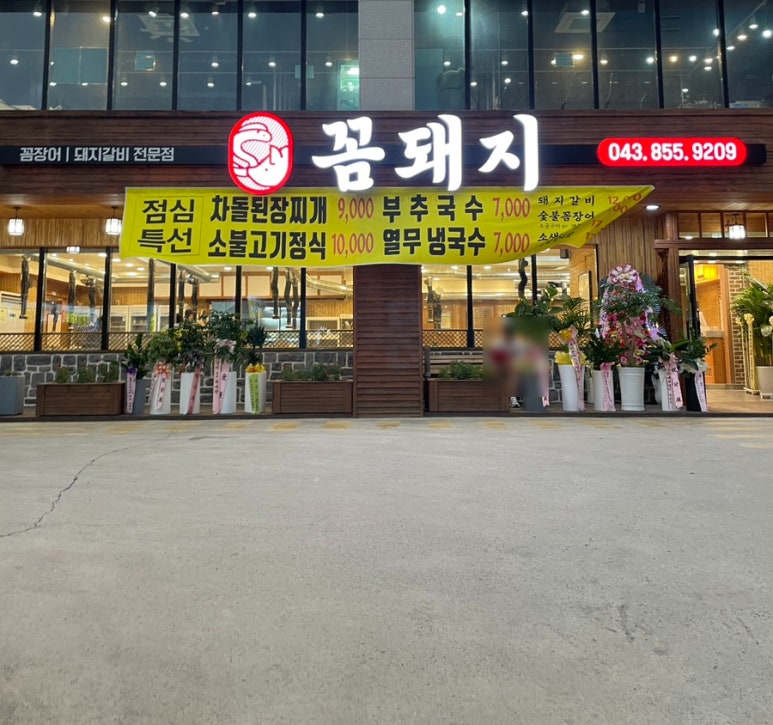 꼼장어 | 돼지갈비 전문점
꼼돼지
043.855.9209
점심
특선
차돌된장찌개 9,000 부추국수 7,000 돼지갈비
소불고기정식 10,000 열무냉국수 7,000 숯불꼼장어